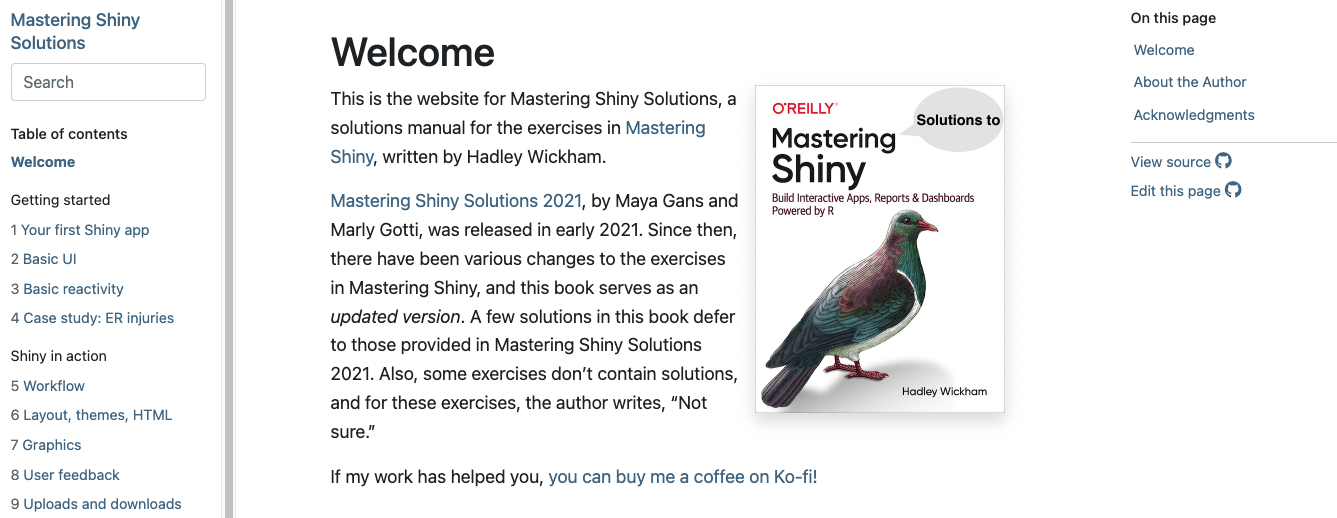 Mastering Shiny
Solutions
Search
Table of contents
Welcome
Getting started
1 Your first Shiny app
2 Basic UI
3 Basic reactivity
4 Case study: ER injuries
Shiny in action
5 Workflow
6 Layout, themes, HTML
7 Graphics
8 User feedback
9 Uploads and downloads
Welcome
This is the website for Mastering Shiny Solutions, a
solutions manual for the exercises in Mastering
Shiny, written by Hadley Wickham.
Mastering Shiny Solutions 2021, by Maya Gans and
Marly Gotti, was released in early 2021. Since then,
there have been various changes to the exercises
in Mastering Shiny, and this book serves as an
updated version. A few solutions in this book defer
to those provided in Mastering Shiny Solutions
2021. Also, some exercises don’t contain solutions,
and for these exercises, the author writes, “Not
sure.”
If my work has helped you, you can buy me a coffee on Ko-fi!
O'REILLY®
Solutions to
Mastering
Shiny
Build Interactive Apps, Reports & Dashboards
Powered by R
Hadley Wickham
On this page
Welcome
About the Author
Acknowledgments
View source
Edit this page